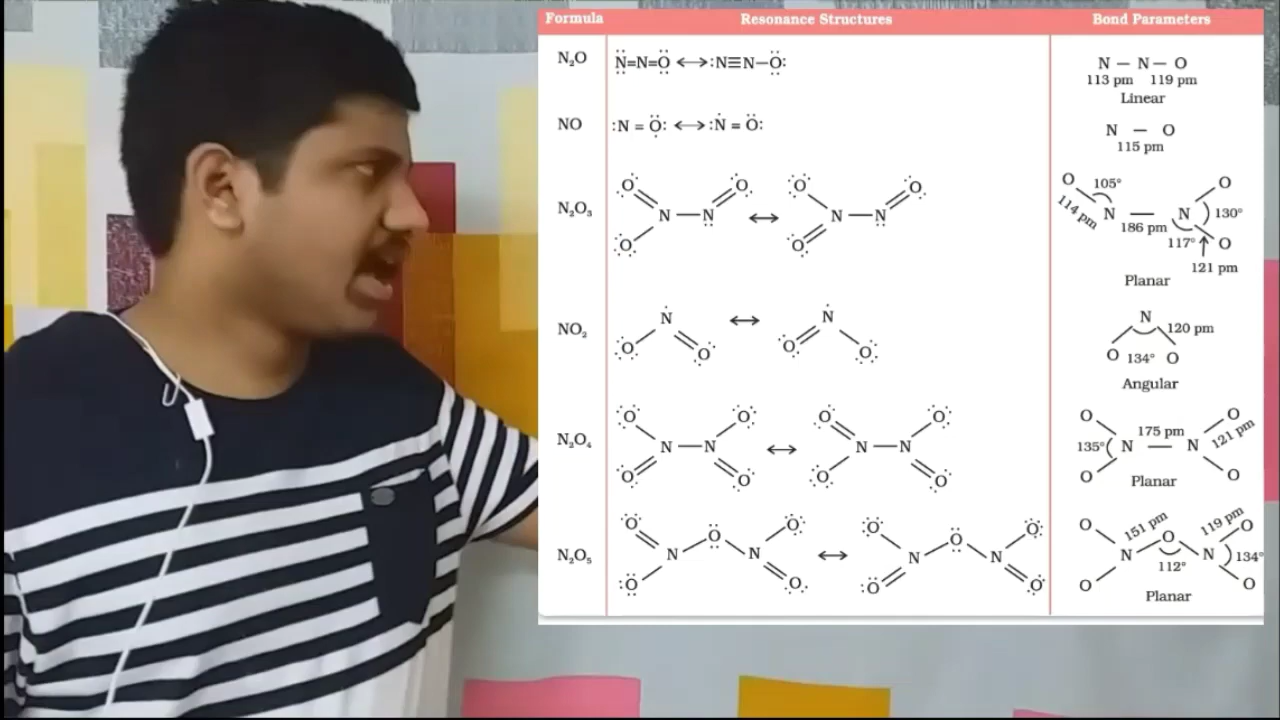 Formula Resonance Structures Bond Parameters
N₂O N̈=N=Ö ↔ :N≡N—Ö: N — N — O
113 pm 119 pm
Linear
NO :N = Ö: ↔ :Ṅ = Ö: N — O
115 pm
N₂O₃ O N — N O O ↔ O N — N O O O 105° N — N O 130° O
114 pm 186 pm 117°
121 pm
Planar
NO₂ O N O ↔ O N O N 120 pm
O 134° O
Angular
N₂O₄ O O N — N O O ↔ O O N — N O O O O 135° N — N O O
175 pm 121 pm
Planar
N₂O₅ O O N O N O O ↔ O O N O N O O O O N O N O O
151 pm 119 pm
112° 134°
Planar